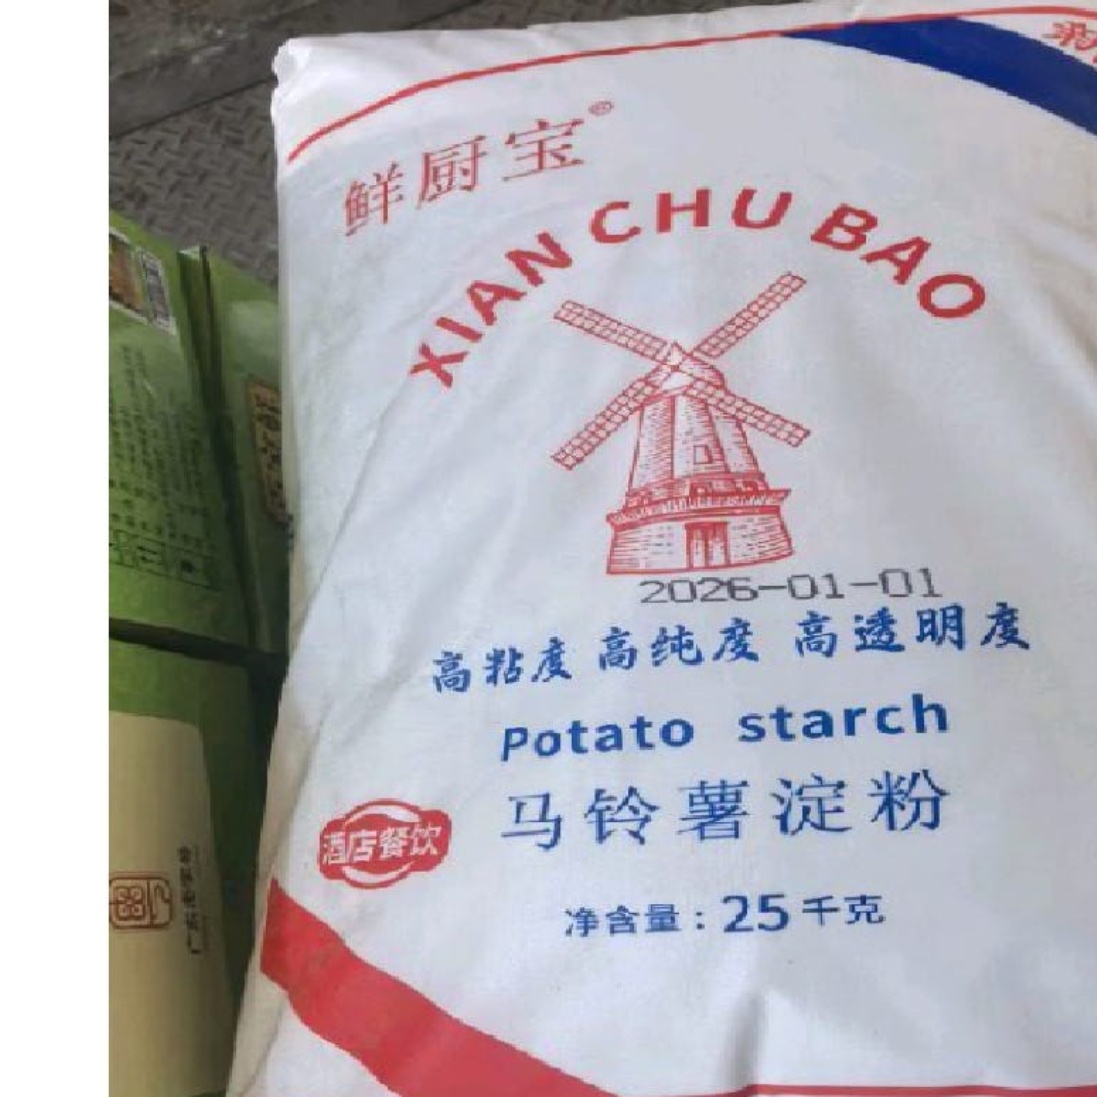 鲜厨宝®
XIAN CHU BAO
2026-01-01
高粘度 高纯度 高透明度
Potato starch
马铃薯淀粉
酒店餐饮
净含量:25千克